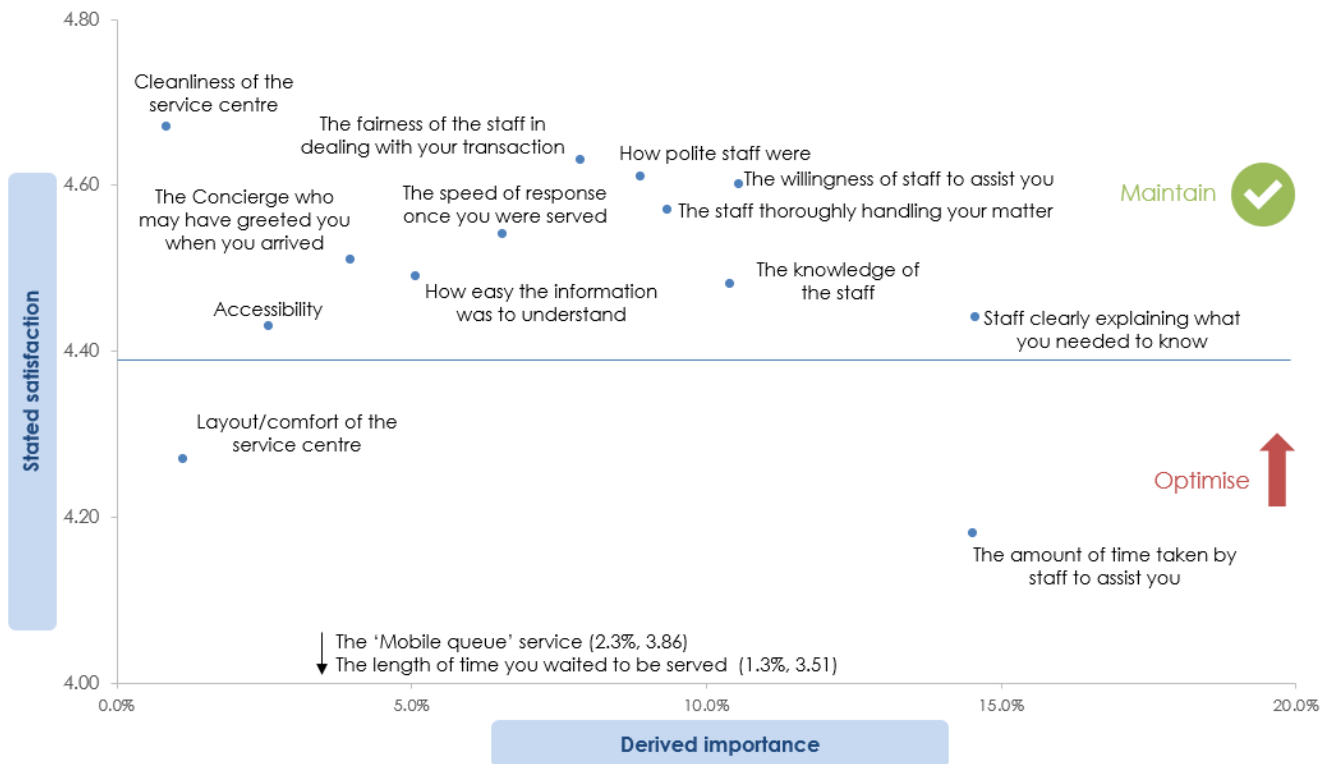 4.80
Cleanliness of the
service centre
The fairness of the staff in
dealing with your transaction
How polite staff were
4.60
The willingness of staff to assist you
Maintain
The Concierge who
may have greeted you
when you arrived
The speed of response
once you were served
The staff thoroughly handling your matter
The knowledge of
the staff
How easy the information
was to understand
Accessibility
Staff clearly explaining what
you needed to know
4.40
Stated satisfaction
Layout/comfort of the
service centre
Optimise
4.20
The amount of time taken by
staff to assist you
The ‘Mobile queue’ service (2.3%, 3.86)
The length of time you waited to be served (1.3%, 3.51)
4.00
0.0%
5.0%
10.0%
15.0%
20.0%
Derived importance